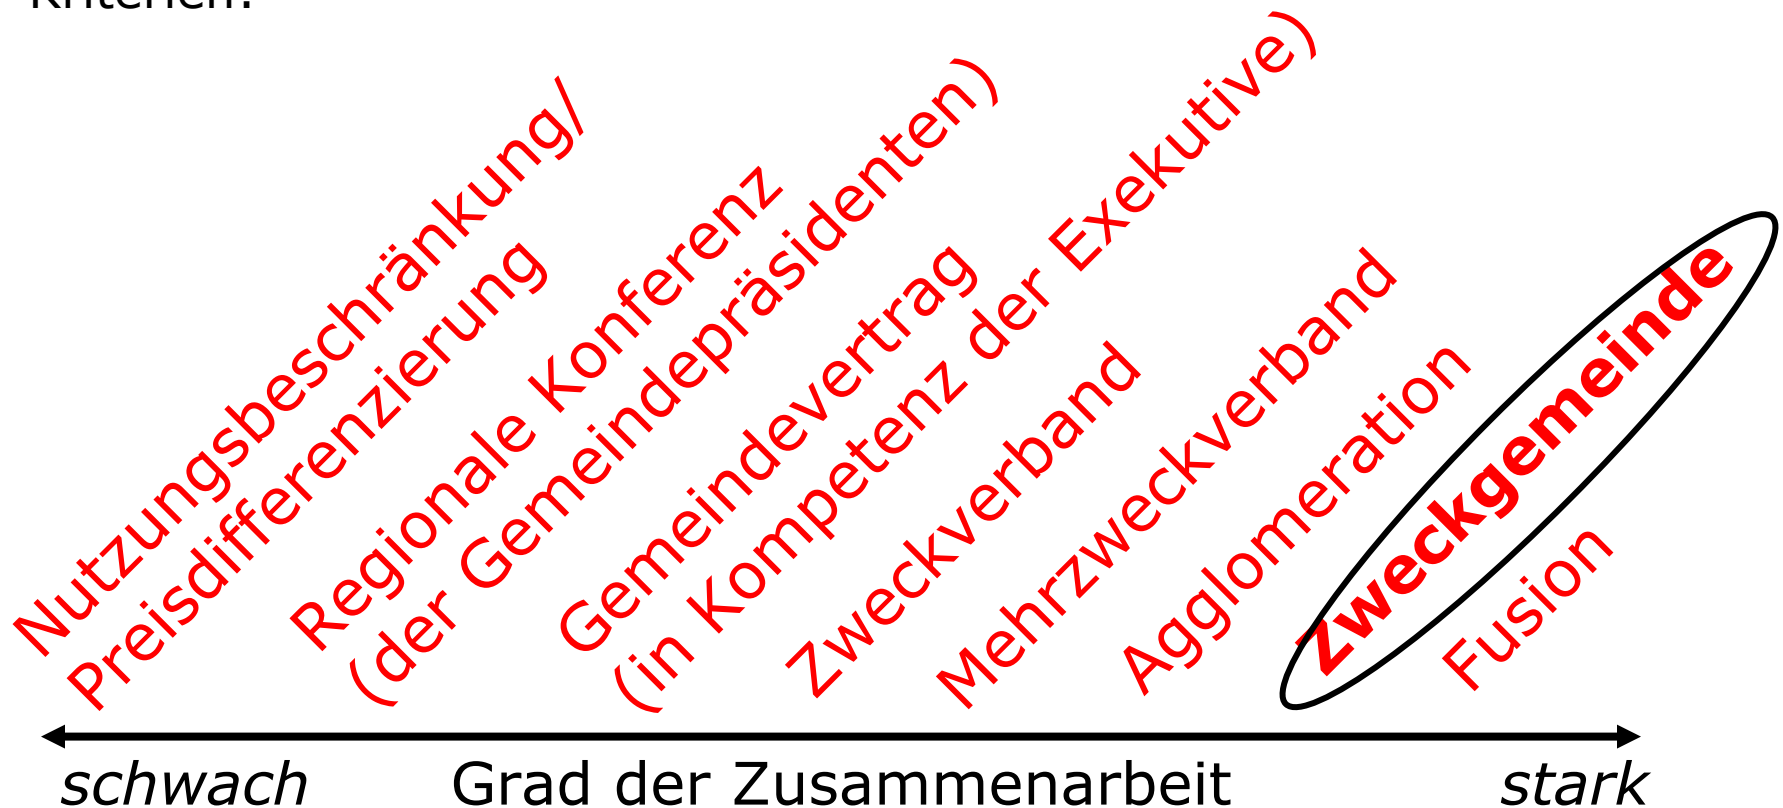 Kriterien:
Nutzungsbeschränkung/
Preisdifferenzierung
Regionale Konferenz
(der Gemeindepräsidenten)
Gemeindevertrag
(in Kompetenz der Exekutive)
Zweckverband
Mehrzweckverband
Agglomeration
Zweckgemeinde
Fusion
schwach Grad der Zusammenarbeit stark